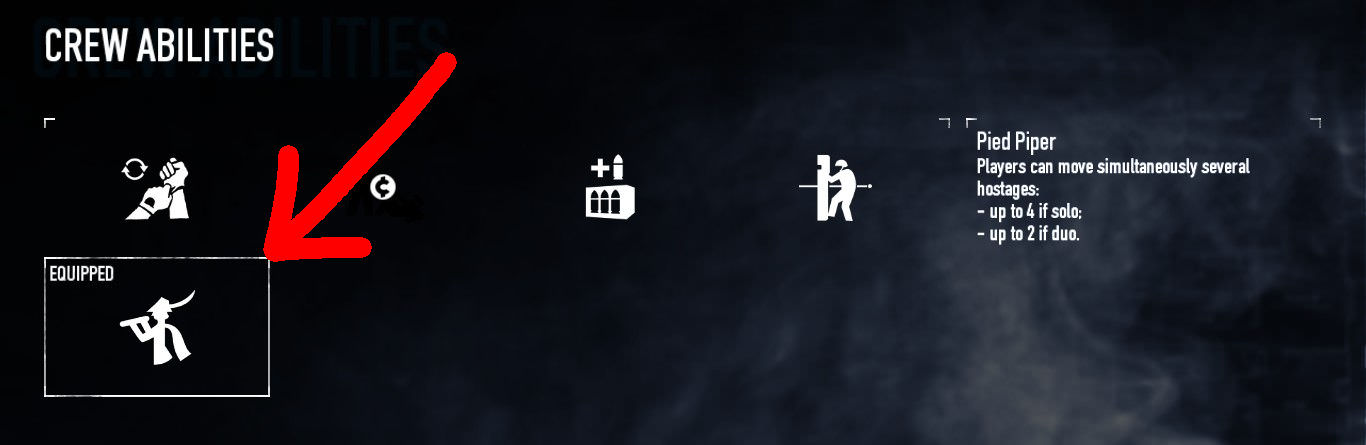 CREW ABILITIES
Pied Piper
Players can move simultaneously several
hostages:
- up to 4 if solo;
- up to 2 if duo.
EQUIPPED